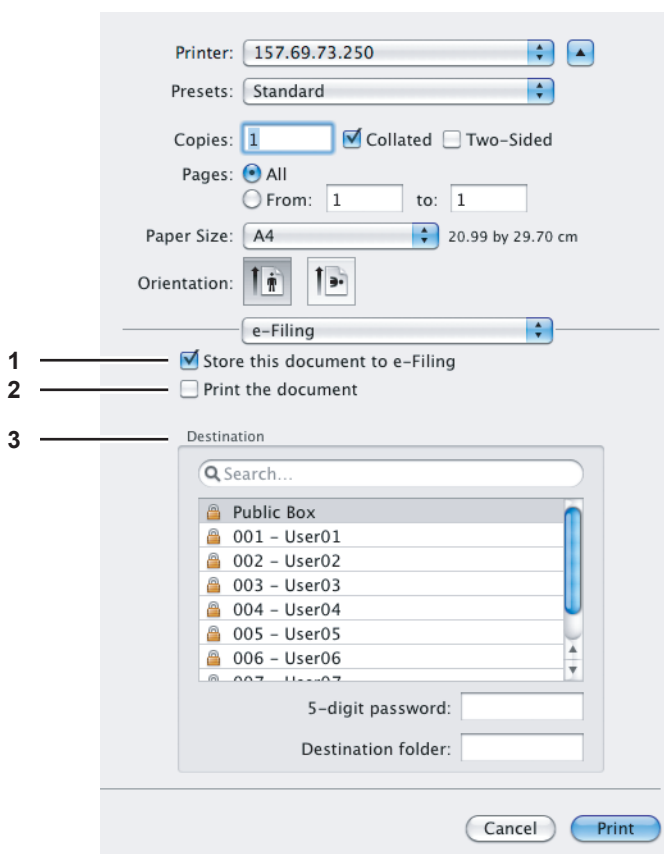 Printer: 157.69.73.250
Presets: Standard
Copies: 1 Collated Two-Sided
Pages: All
From: 1 to: 1
Paper Size: A4 20.99 by 29.70 cm
Orientation:
e-Filing
1 Store this document to e-Filing
2 Print the document
3 Destination
Search...
Public Box
001 – User01
002 – User02
003 – User03
004 – User04
005 – User05
006 – User06
007 – User07
5-digit password:
Destination folder:
Cancel Print